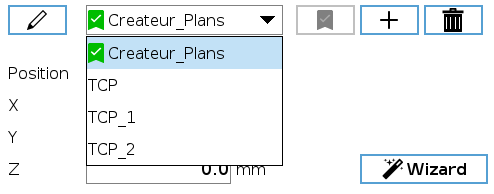 Createur_Plans
Createur_Plans
Position
TCP
X
TCP_1
Y
TCP_2
Z
0.0 mm
Wizard